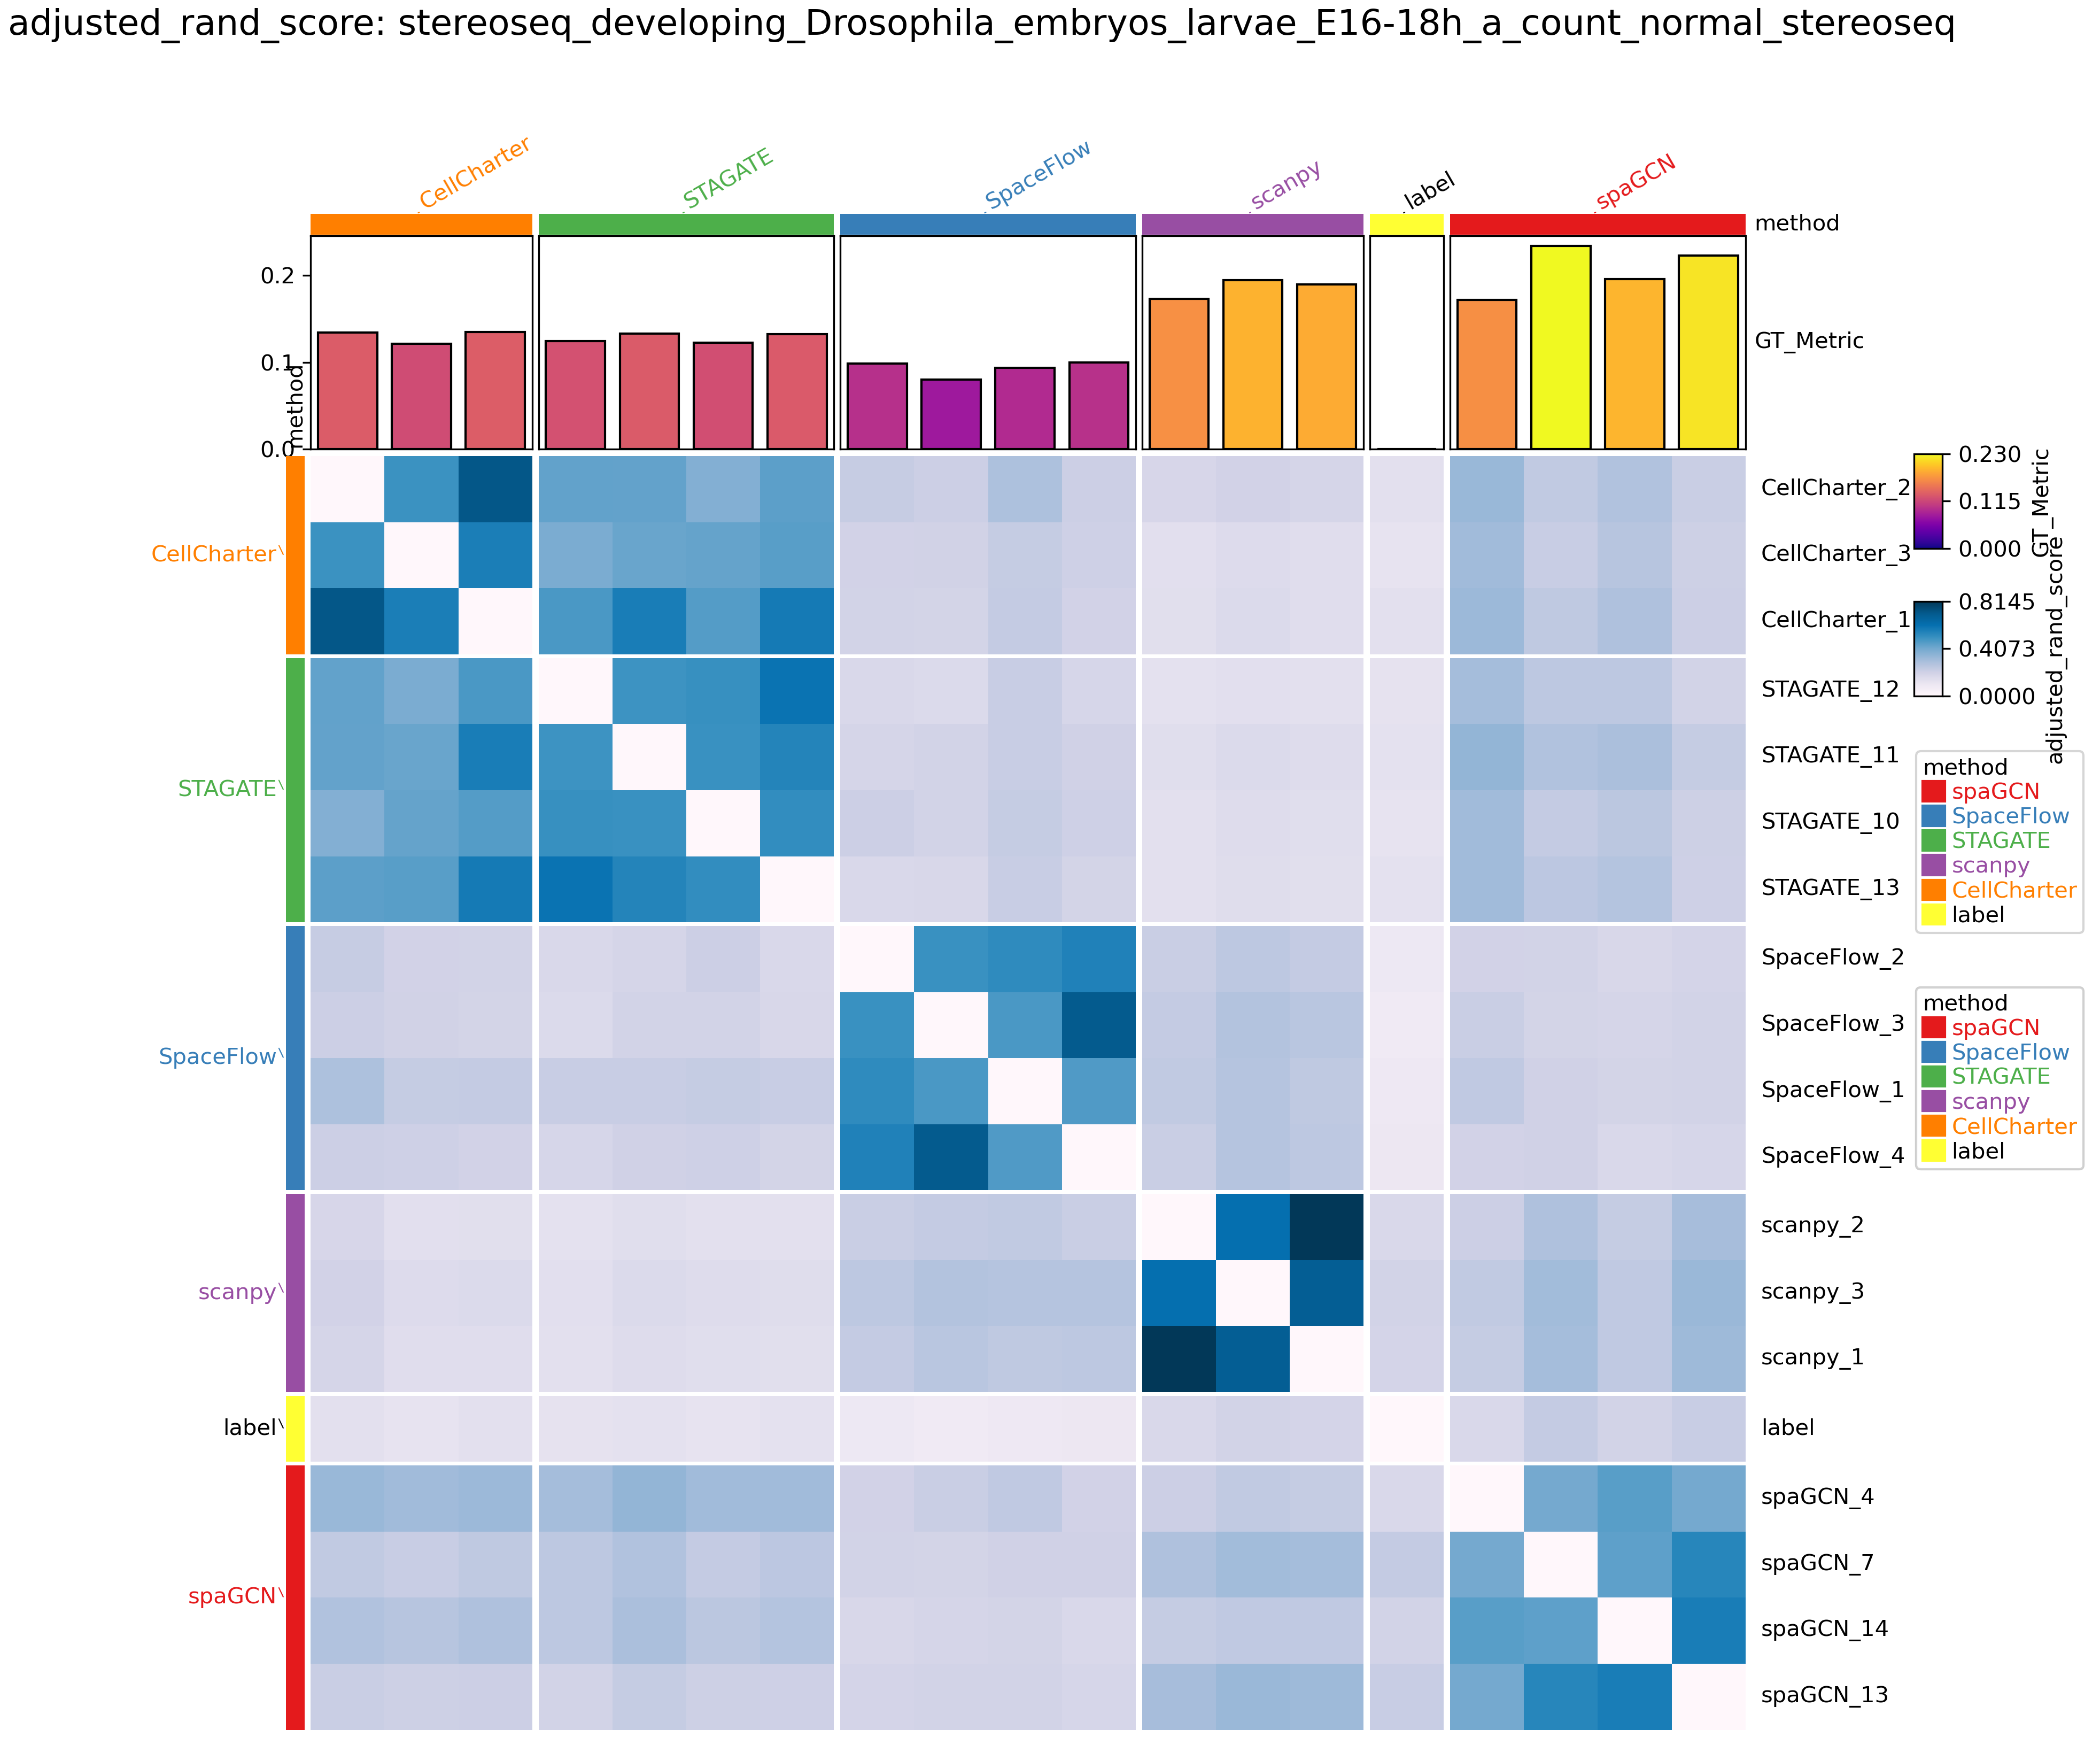 adjusted_rand_score: stereoseq_developing_Drosophila_embryos_larvae_E16-18h_a_count_normal_stereoseq
CellCharter
STAGATE
SpaceFlow
scanpy
label
spaGCN
method
0.2
0.1
0.0
method
GT_Metric
CellCharter
STAGATE
SpaceFlow
scanpy
label
spaGCN
CellCharter_2
CellCharter_3
CellCharter_1
STAGATE_12
STAGATE_11
STAGATE_10
STAGATE_13
SpaceFlow_2
SpaceFlow_3
SpaceFlow_1
SpaceFlow_4
scanpy_2
scanpy_3
scanpy_1
label
spaGCN_4
spaGCN_7
spaGCN_14
spaGCN_13
0.230
0.115
0.000
GT_Metric
0.8145
0.4073
0.0000
adjusted_rand_score
method
spaGCN
SpaceFlow
STAGATE
scanpy
CellCharter
label
method
spaGCN
SpaceFlow
STAGATE
scanpy
CellCharter
label